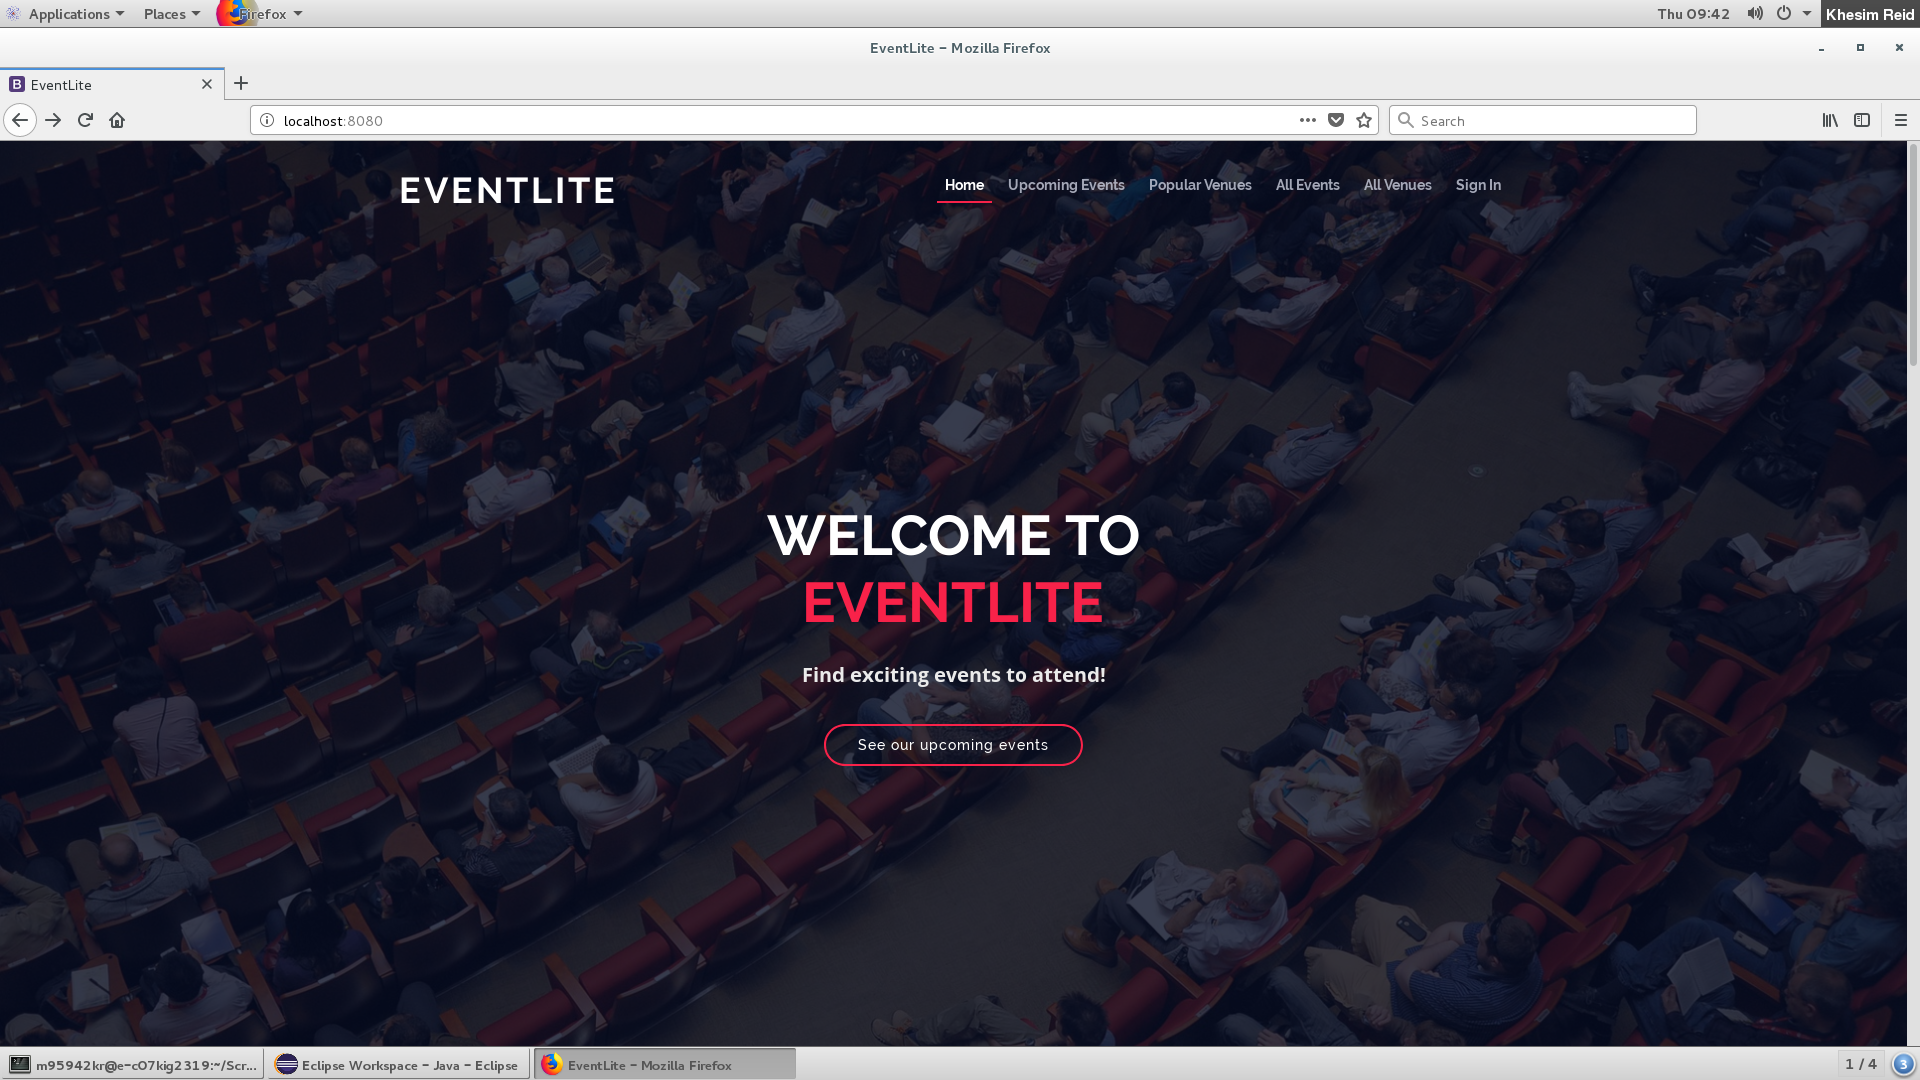 Applications Places Firefox Thu 09:42 Khesim Reid
EventLite - Mozilla Firefox
B EventLite
localhost:8080 Search
EVENTLITE Home Upcoming Events Popular Venues All Events All Venues Sign In
WELCOME TO
EVENTLITE
Find exciting events to attend!
See our upcoming events
m95942kr@e-c07kig2319:~/Scr... Eclipse Workspace - Java - Eclipse EventLite - Mozilla Firefox 1 / 4 3